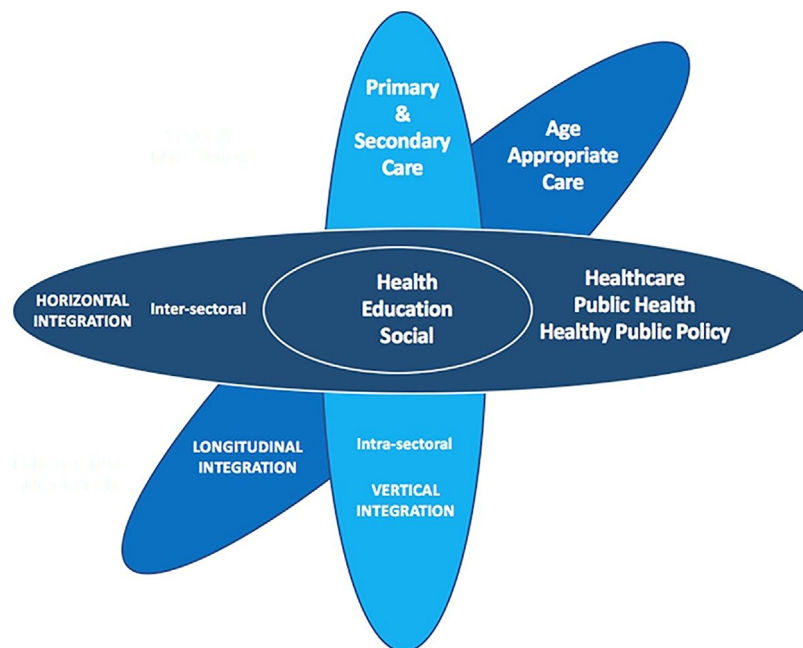 Primary
&
Secondary
Care
Age
Appropriate
Care
HORIZONTAL
INTEGRATION
Inter-sectoral
Health
Education
Social
Healthcare
Public Health
Healthy Public Policy
LONGITUDINAL
INTEGRATION
Intra-sectoral
VERTICAL
INTEGRATION